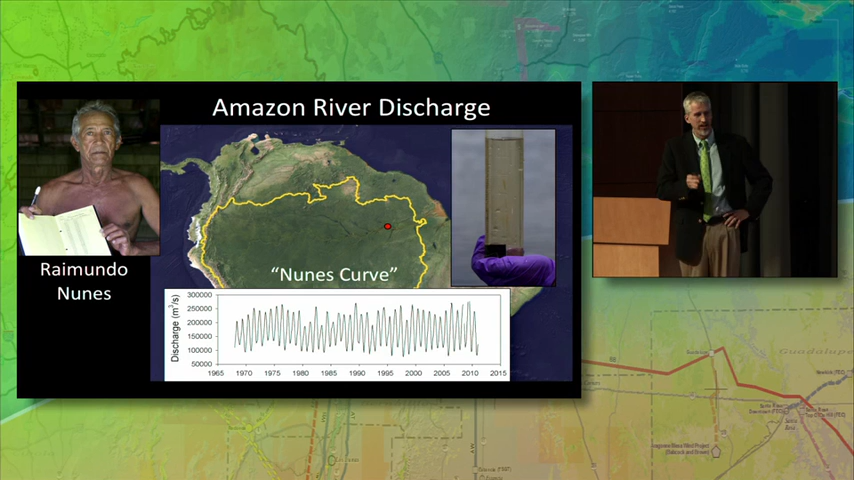 Amazon River Discharge
Raimundo
Nunes
“Nunes Curve”
Discharge (m³/s)
300000
250000
200000
150000
100000
50000
1965 1970 1975 1980 1985 1990 1995 2000 2005 2010 2015
Guadalupe